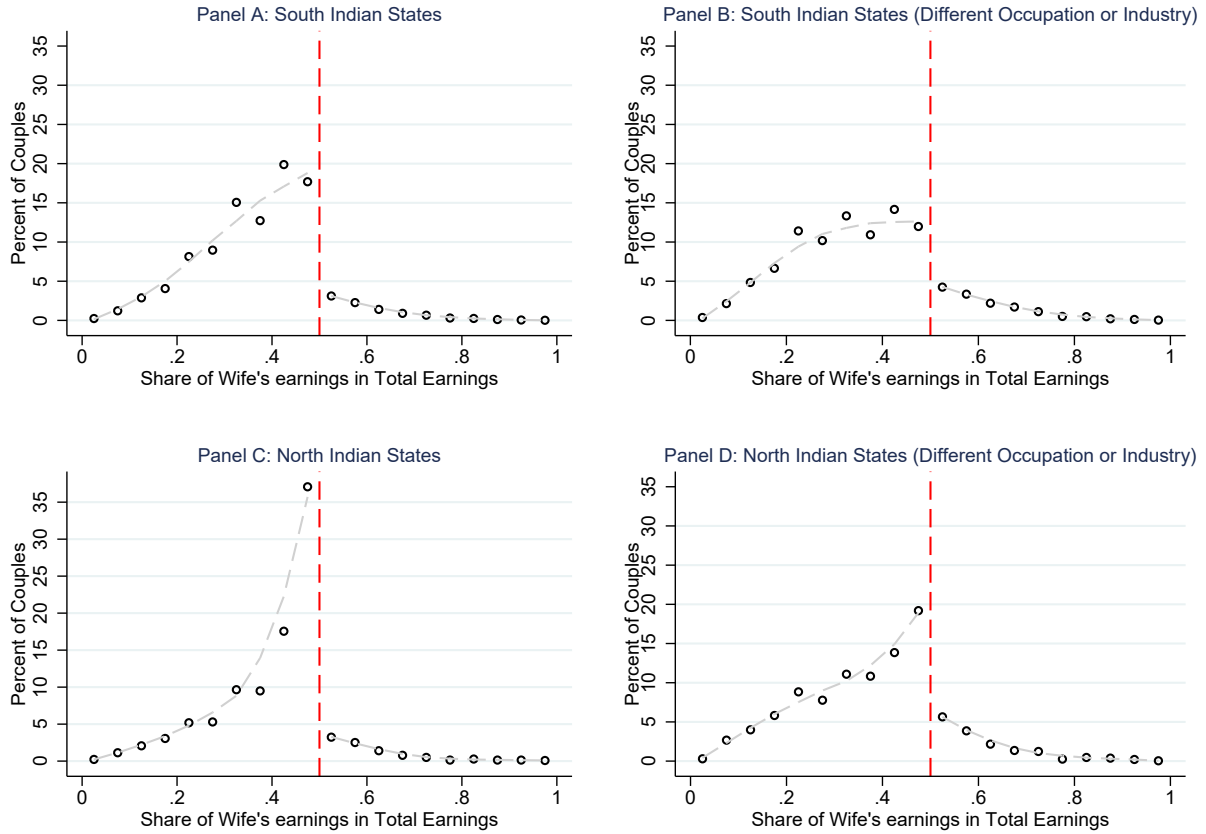 Panel A: South Indian States
Percent of Couples
35
30
25
20
15
10
5
0
0 .2 .4 .6 .8 1
Share of Wife's earnings in Total Earnings
Panel B: South Indian States (Different Occupation or Industry)
Percent of Couples
35
30
25
20
15
10
5
0
0 .2 .4 .6 .8 1
Share of Wife's earnings in Total Earnings
Panel C: North Indian States
Percent of Couples
35
30
25
20
15
10
5
0
0 .2 .4 .6 .8 1
Share of Wife's earnings in Total Earnings
Panel D: North Indian States (Different Occupation or Industry)
Percent of Couples
35
30
25
20
15
10
5
0
0 .2 .4 .6 .8 1
Share of Wife's earnings in Total Earnings